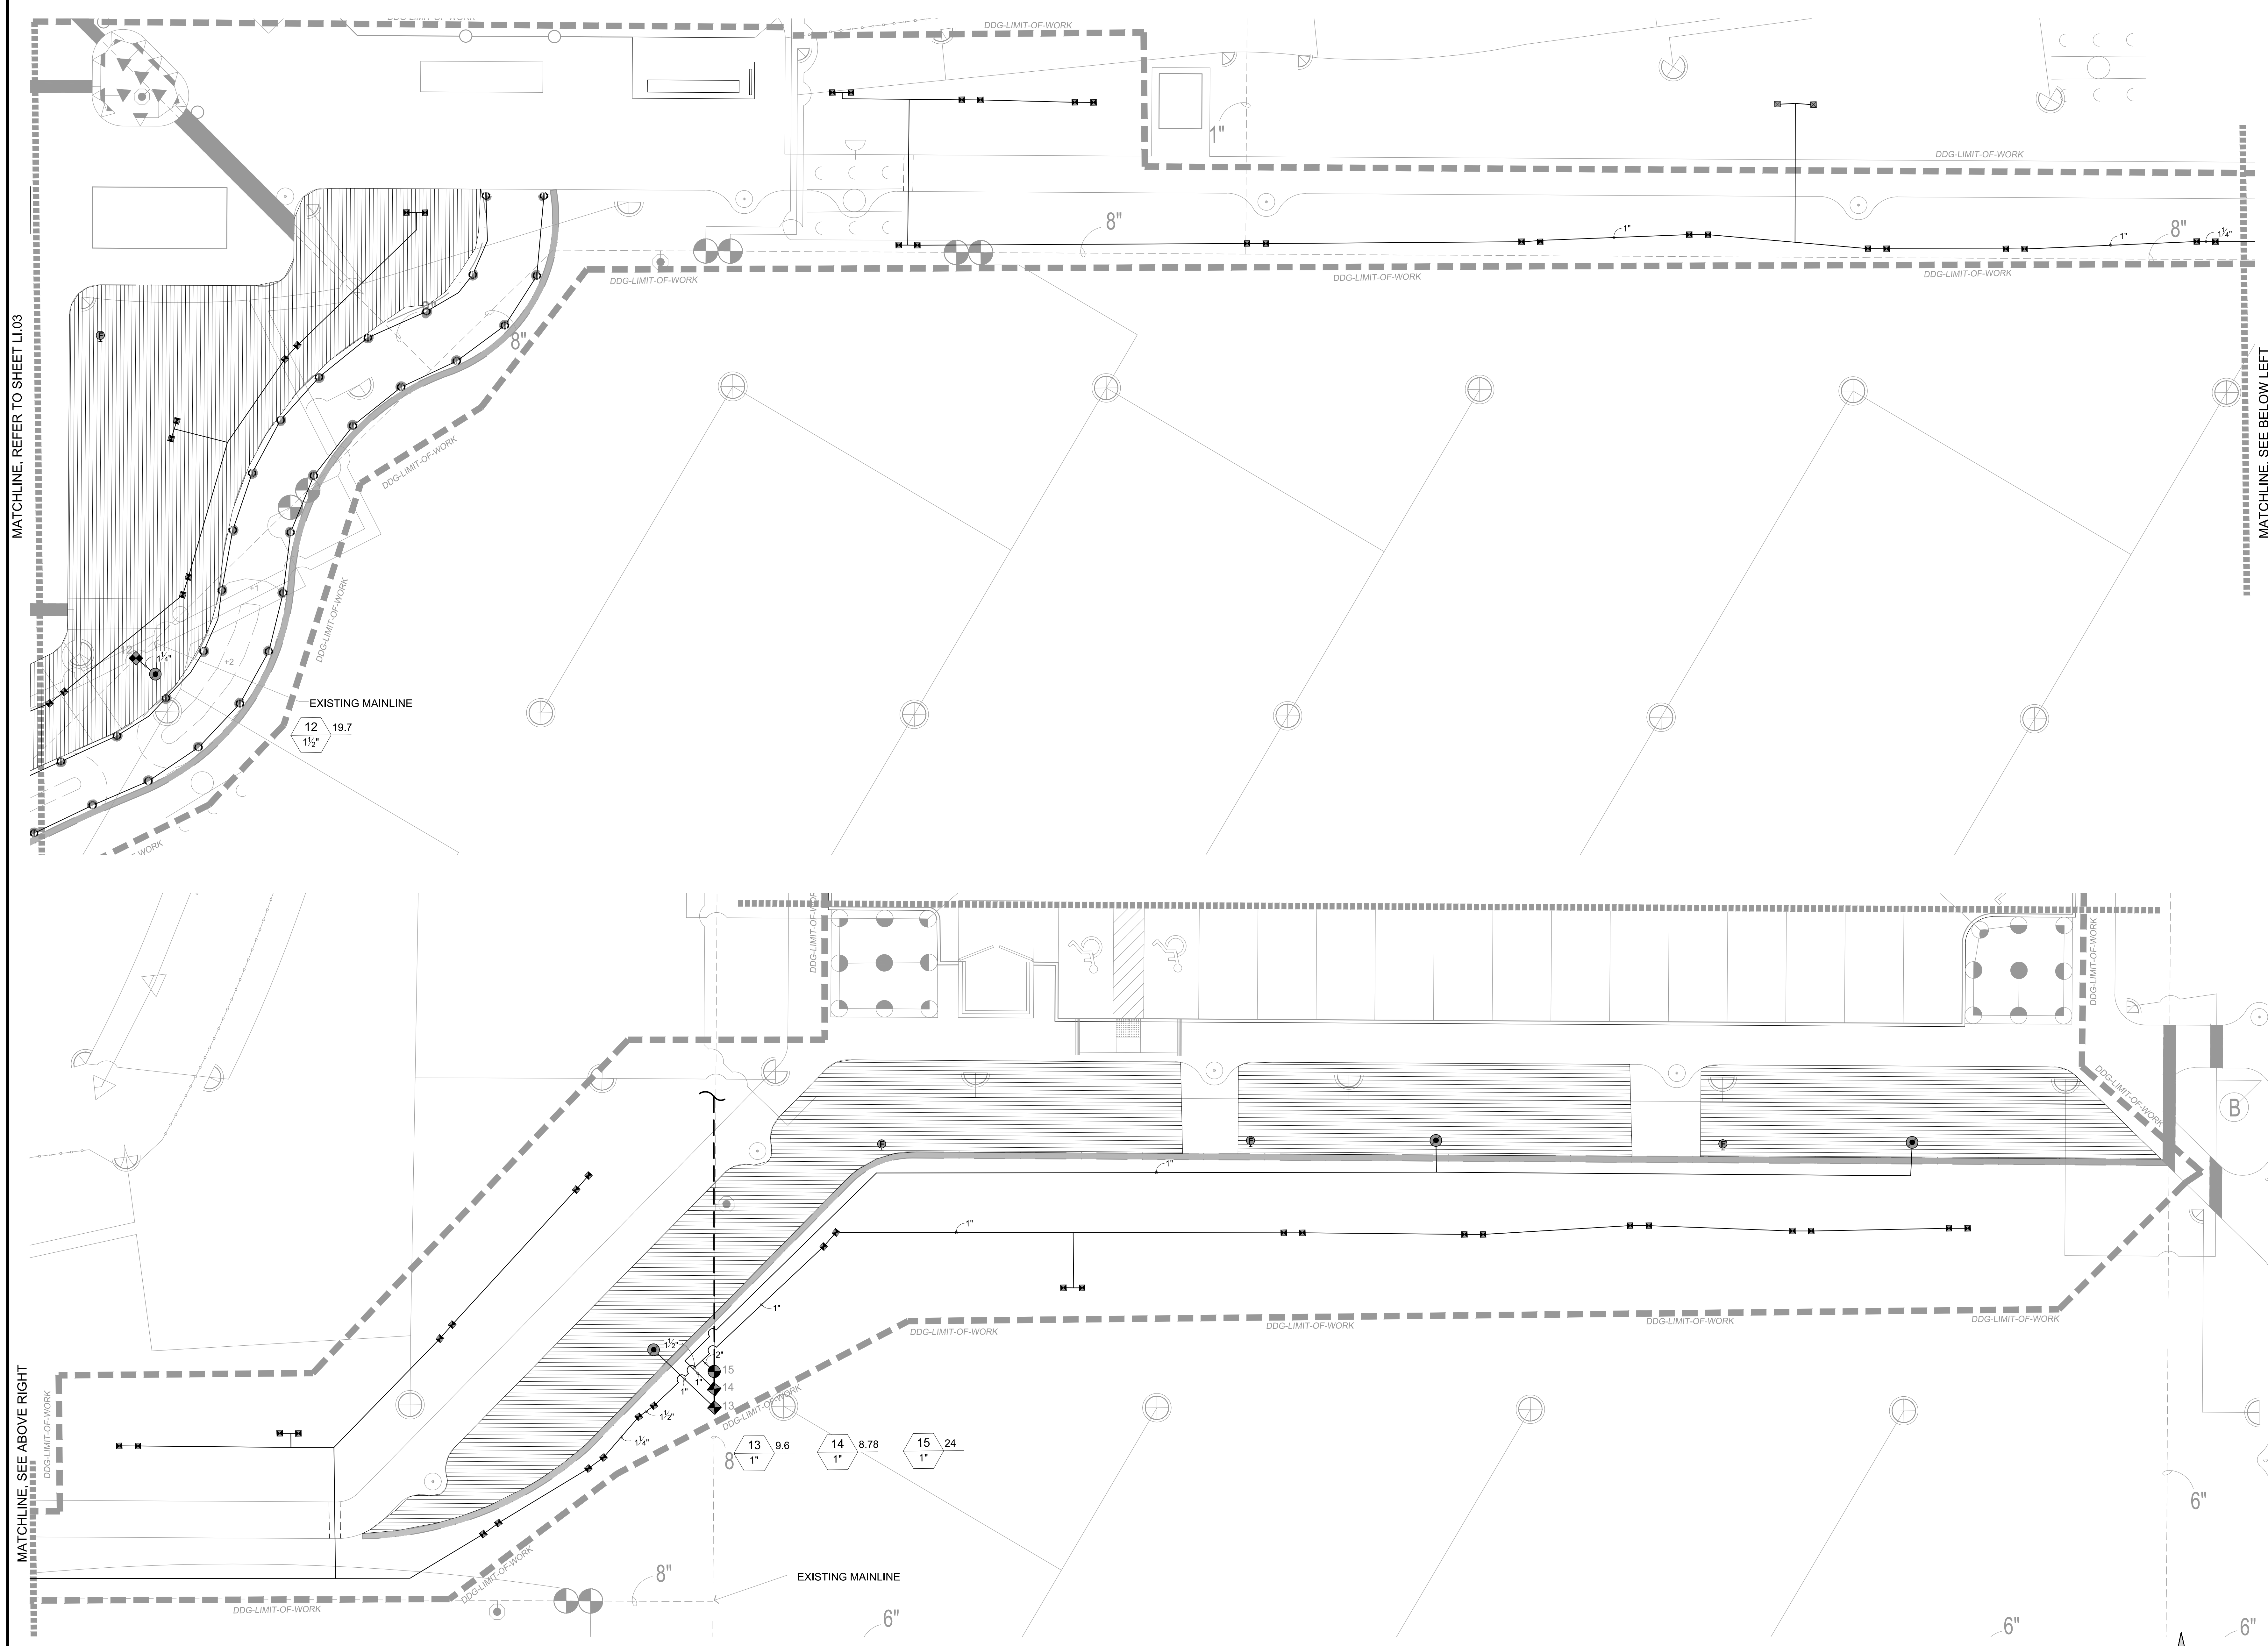 DDG-LIMIT-OF-WORK
DDG-LIMIT-OF-WORK
1"
DDG-LIMIT-OF-WORK
8"
1"
1"
8"
1¼"
DDG-LIMIT-OF-WORK
DDG-LIMIT-OF-WORK
DDG-LIMIT-OF-WORK
MATCHLINE, REFER TO SHEET LI.03
MATCHLINE, SEE BELOW LEFT
F
8"
DDG-LIMIT-OF-WORK
+1
DDG-LIMIT-OF-WORK
12
1¼"
+2
EXISTING MAINLINE
12 19.7
1½"
WORK
DDG-LIMIT-OF-WOR
DDG-LIMIT-OF-WORK
DDG-LIMIT-OF-WORK
B
F
F
F
1"
1"
1"
DDG-LIMIT-OF-WORK
DDG-LIMIT-OF-WORK
DDG-LIMIT-OF-WORK
DDG-LIMIT-OF-WORK
1½"
2"
15
1"
1"
14
13
DDG-LIMIT-OF-WORK
1½"
1¼"
MATCHLINE, SEE ABOVE RIGHT
DDG-LIMIT-OF-WORK
8
13 9.6
1"
14 8.78
1"
15 24
1"
6"
DDG-LIMIT-OF-WORK
8"
EXISTING MAINLINE
DDG-LIMIT-OF-WORK
6"
6"
6"
A